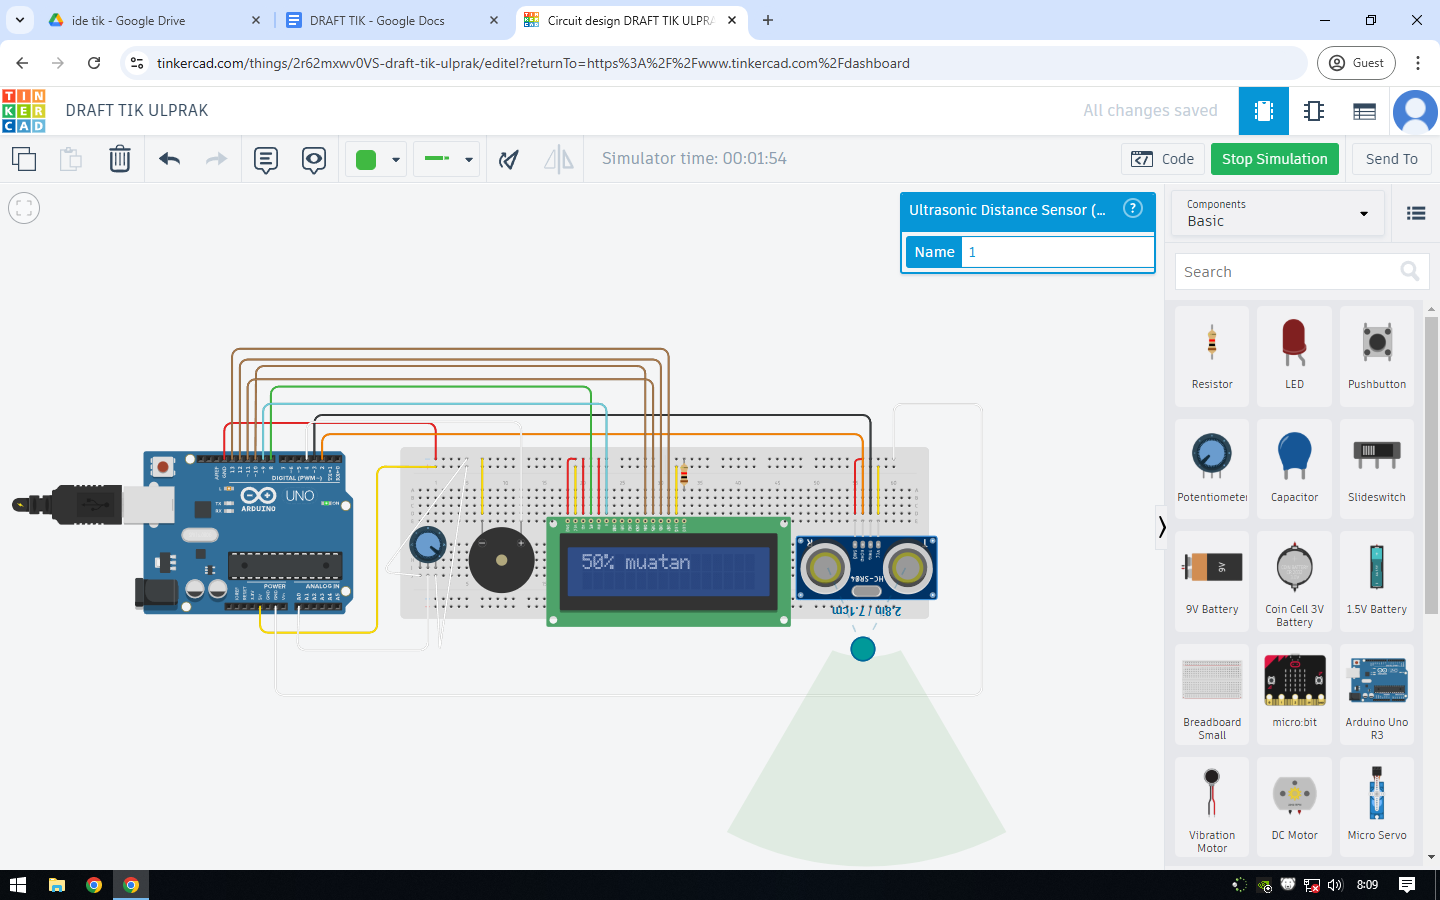 ide tik - Google Drive
DRAFT TIK - Google Docs
Circuit design DRAFT TIK ULPRA
tinkercad.com/things/2r62mxwv0VS-draft-tik-ulprak/editel?returnTo=https%3A%2F%2Fwww.tinkercad.com%2Fdashboard
Guest
TIN
KER
CAD
DRAFT TIK ULPRAK
All changes saved
Simulator time: 00:01:54
Code
Stop Simulation
Send To
Ultrasonic Distance Sensor (...
?
Name
1
Components
Basic
Search
Resistor
LED
Pushbutton
Potentiometer
Capacitor
Slideswitch
9V
9V Battery
Coin Cell 3V Battery
1.5V Battery
Breadboard Small
micro:bit
Arduino Uno R3
Vibration Motor
DC Motor
Micro Servo
DIGITAL (PWM~)
UNO
ARDUINO
TX
RX
L
ON
POWER
ANALOG IN
50% muatan
HC-SR04
2.8in / 7.1cm
8:09